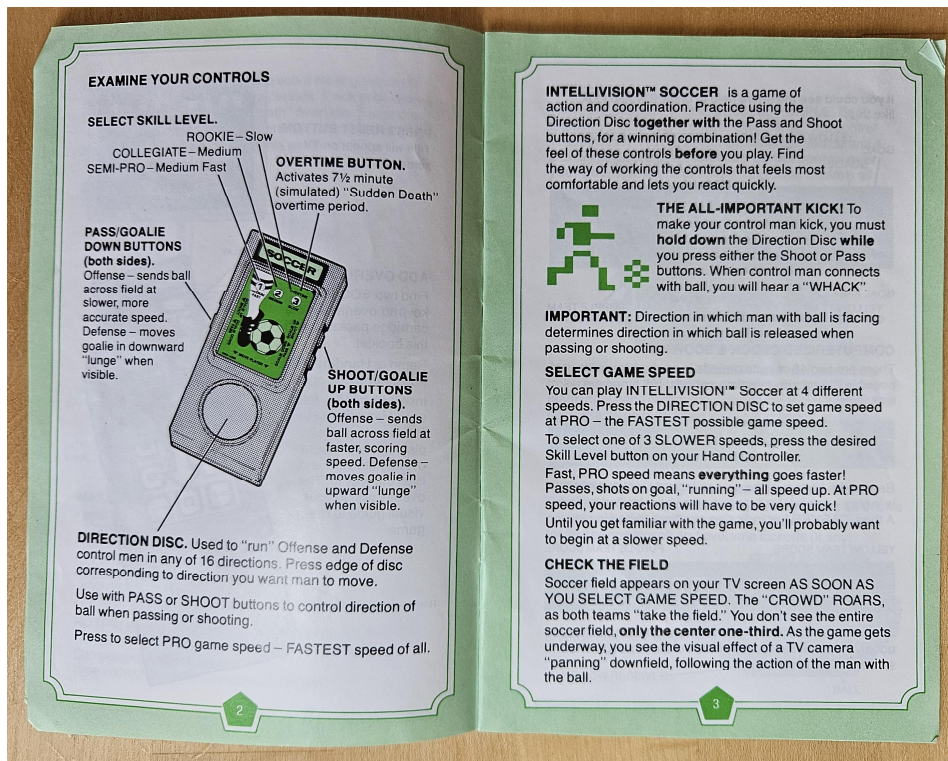 EXAMINE YOUR CONTROLS
SELECT SKILL LEVEL.
ROOKIE – Slow
COLLEGIATE – Medium
SEMI-PRO – Medium Fast
OVERTIME BUTTON.
Activates 7½ minute
(simulated) "Sudden Death"
overtime period.
PASS/GOALIE
DOWN BUTTONS
(both sides).
Offense – sends ball
across field at
slower, more
accurate speed.
Defense – moves
goalie in downward
"lunge" when
visible.
SOCCER
1
2
3
SHOOT/GOALIE
UP BUTTONS
(both sides).
Offense – sends
ball across field at
faster, scoring
speed. Defense –
moves goalie in
upward "lunge"
when visible.
DIRECTION DISC. Used to "run" Offense and Defense
control men in any of 16 directions. Press edge of disc
corresponding to direction you want man to move.
Use with PASS or SHOOT buttons to control direction of
ball when passing or shooting.
Press to select PRO game speed – FASTEST speed of all.
2
INTELLIVISION™ SOCCER is a game of
action and coordination. Practice using the
Direction Disc together with the Pass and Shoot
buttons, for a winning combination! Get the
feel of these controls before you play. Find
the way of working the controls that feels most
comfortable and lets you react quickly.
THE ALL-IMPORTANT KICK! To
make your control man kick, you must
hold down the Direction Disc while
you press either the Shoot or Pass
buttons. When control man connects
with ball, you will hear a "WHACK".
IMPORTANT: Direction in which man with ball is facing
determines direction in which ball is released when
passing or shooting.
SELECT GAME SPEED
You can play INTELLIVISION™ Soccer at 4 different
speeds. Press the DIRECTION DISC to set game speed
at PRO – the FASTEST possible game speed.
To select one of 3 SLOWER speeds, press the desired
Skill Level button on your Hand Controller.
Fast, PRO speed means everything goes faster!
Passes, shots on goal, "running" – all speed up. At PRO
speed, your reactions will have to be very quick!
Until you get familiar with the game, you'll probably want
to begin at a slower speed.
CHECK THE FIELD
Soccer field appears on your TV screen AS SOON AS
YOU SELECT GAME SPEED. The "CROWD" ROARS,
as both teams "take the field." You don't see the entire
soccer field, only the center one-third. As the game gets
underway, you see the visual effect of a TV camera
"panning" downfield, following the action of the man with
the ball.
3